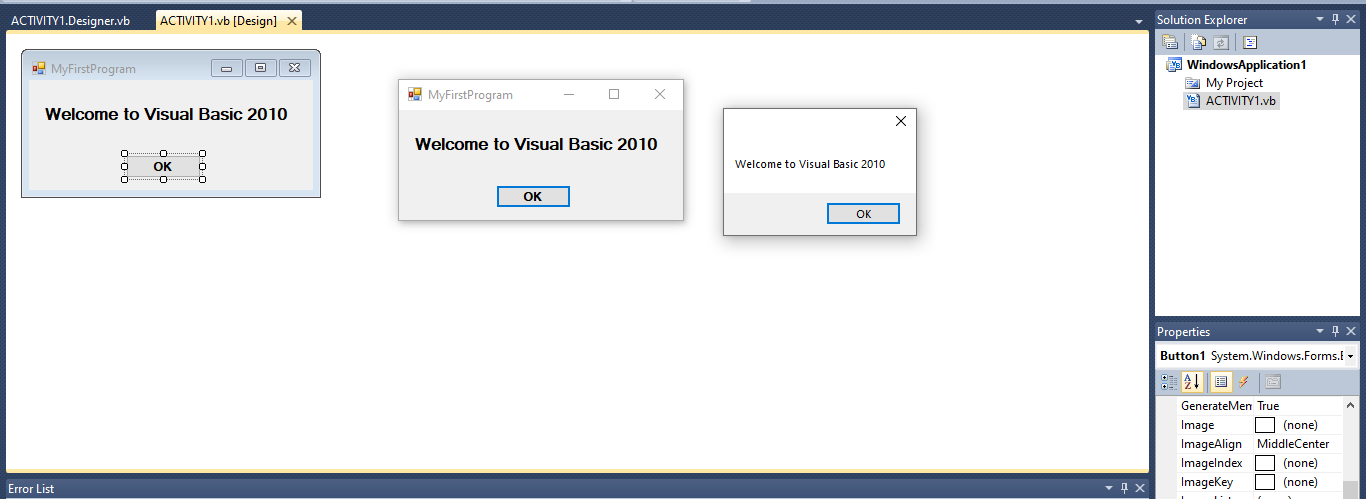 ACTIVITY1.Designer.vb
ACTIVITY1.vb [Design]
MyFirstProgram
Welcome to Visual Basic 2010
OK
MyFirstProgram
Welcome to Visual Basic 2010
OK
Welcome to Visual Basic 2010
OK
Solution Explorer
WindowsApplication1
My Project
ACTIVITY1.vb
Properties
Button1 System.Windows.Forms.B
GenerateMem True
Image (none)
ImageAlign MiddleCenter
ImageIndex (none)
ImageKey (none)
Error List